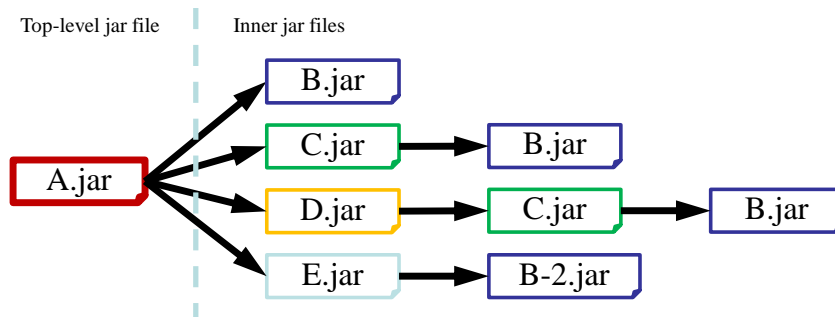 Top-level jar file
Inner jar files
B.jar
C.jar
B.jar
A.jar
D.jar
C.jar
B.jar
E.jar
B-2.jar